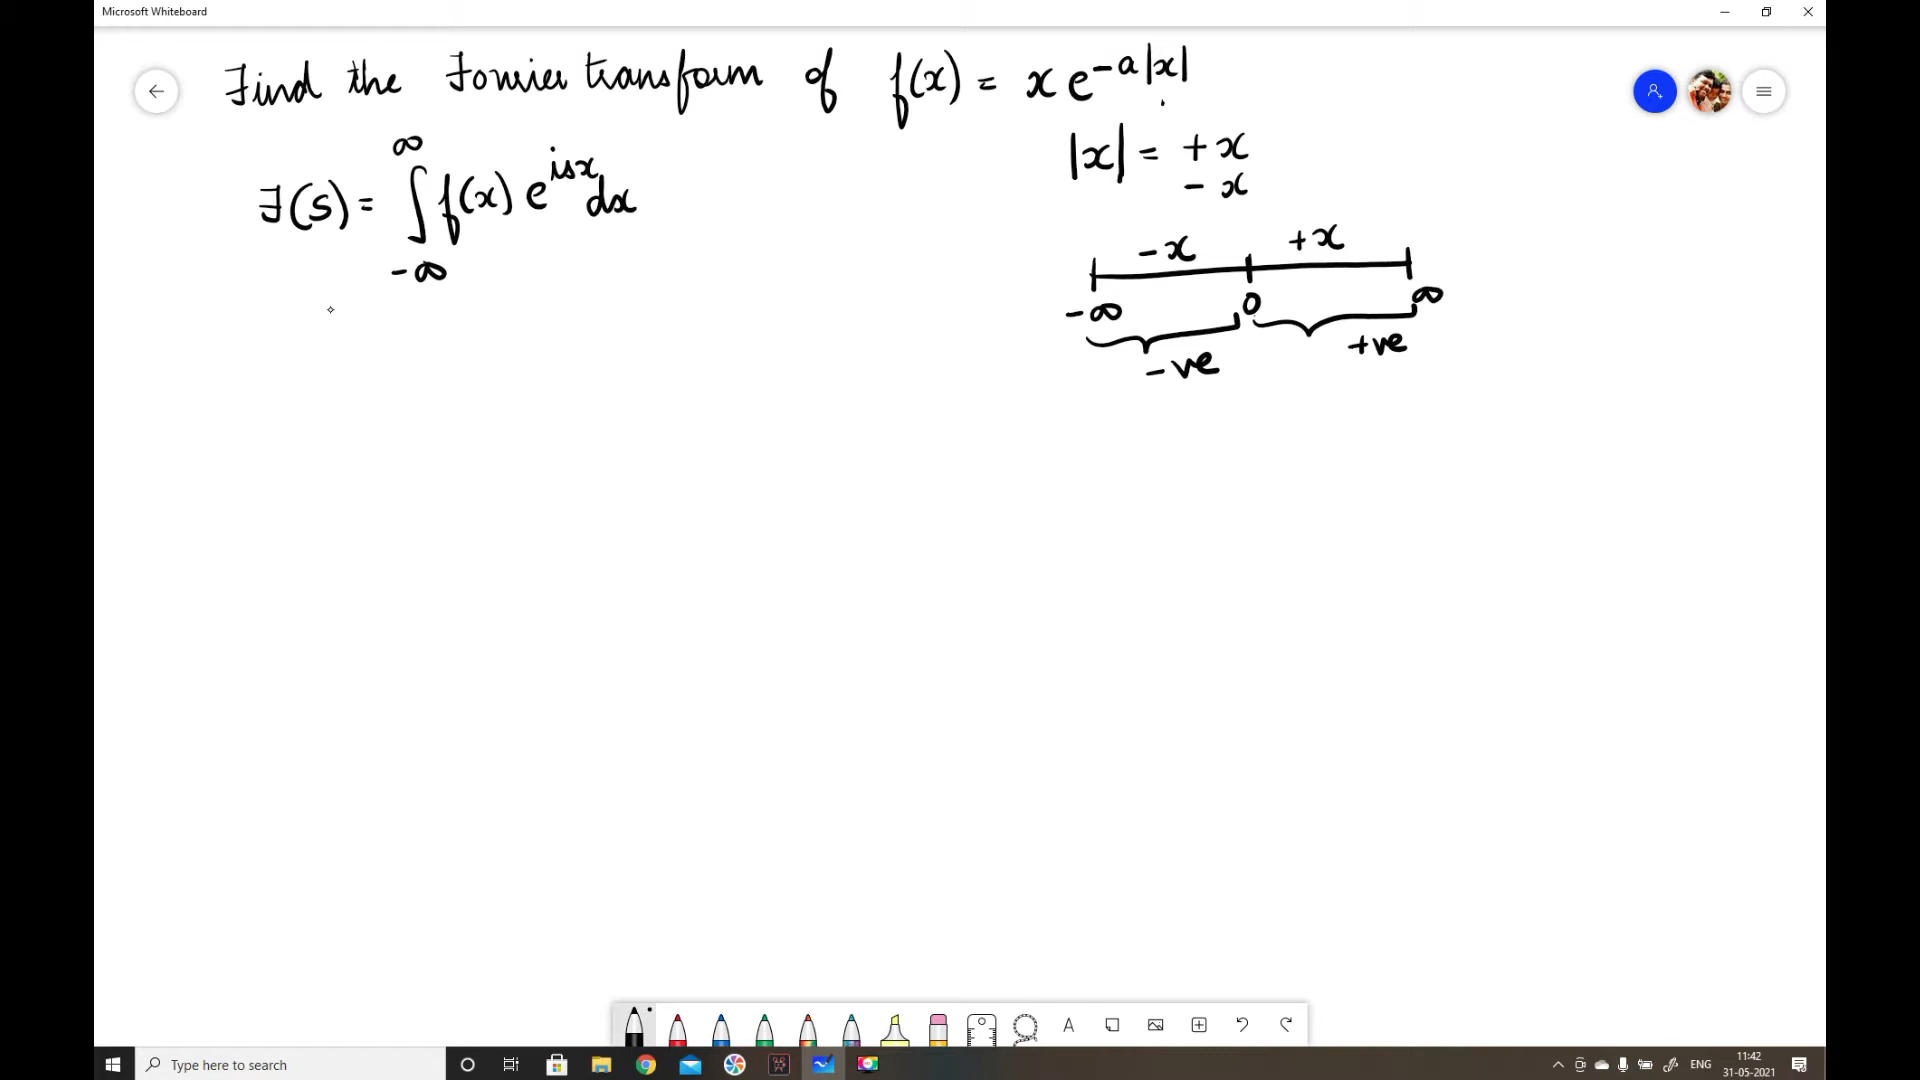 Microsoft Whiteboard
Find the Fourier transform of f(x) = x e^{-a|x|}
|x| = +x
- x
F(s) = ∫_{-∞}^{∞} f(x) e^{isx} dx
- x +x
-∞ 0 ∞
-ve +ve
A
Type here to search
ENG
11:42
31-05-2021